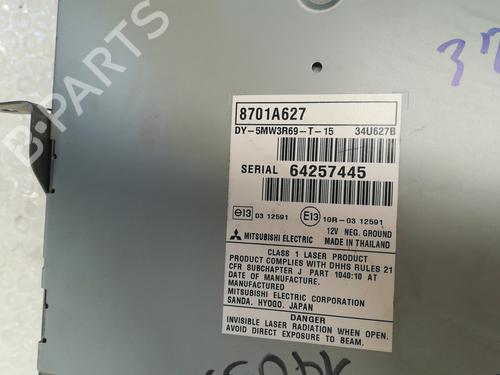 B-PARTS
37
8701A627
DY-5MW3R69-T-15 34U627B
SERIAL 64257445
e13 03 12591 E13 10R-03 12591
12V NEG. GROUND
MITSUBISHI ELECTRIC MADE IN THAILAND
CLASS 1 LASER PRODUCT
PRODUCT COMPLIES WITH DHHS RULES 21
CFR SUBCHAPTER J PART 1040:10 AT
DATE OF MANUFACTURE.
MANUFACTURED
MITSUBISHI ELECTRIC CORPORATION
SANDA, HYOGO, JAPAN
DANGER
INVISIBLE LASER RADIATION WHEN OPEN.
AVOID DIRECT EXPOSURE TO BEAM.